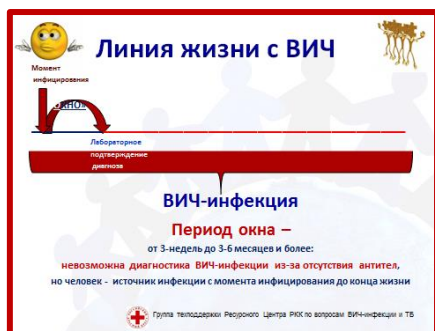 Линия жизни с ВИЧ
Момент
инфицирования
Лабораторное
подтверждение
диагноза
ВИЧ-инфекция
Период окна –
от 3-недель до 3-6 месяцев и более:
невозможна диагностика ВИЧ-инфекции из-за отсутствия антител,
но человек - источник инфекции с момента инфицирования до конца жизни
Группа техподдержки Ресурсного Центра РКК по вопросам ВИЧ-инфекции и ТБ